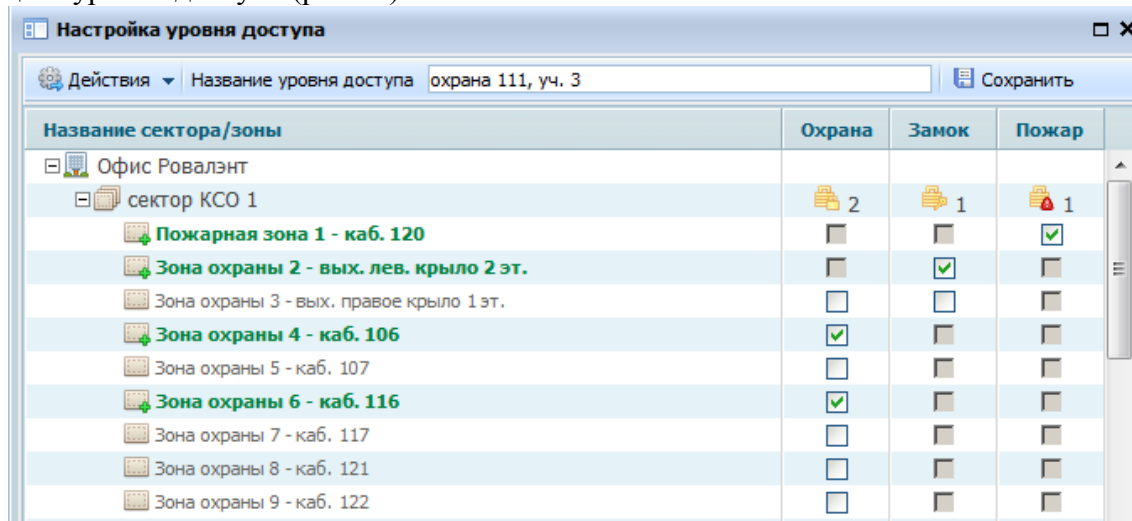 Настройка уровня доступа
Действия Название уровня доступа охрана 111, уч. 3 Сохранить
Название сектора/зоны Охрана Замок Пожар
Офис Ровалэнт
сектор КСО 1 2 1 1
Пожарная зона 1 - каб. 120
Зона охраны 2 - вых. лев. крыло 2 эт.
Зона охраны 3 - вых. правое крыло 1 эт.
Зона охраны 4 - каб. 106
Зона охраны 5 - каб. 107
Зона охраны 6 - каб. 116
Зона охраны 7 - каб. 117
Зона охраны 8 - каб. 121
Зона охраны 9 - каб. 122